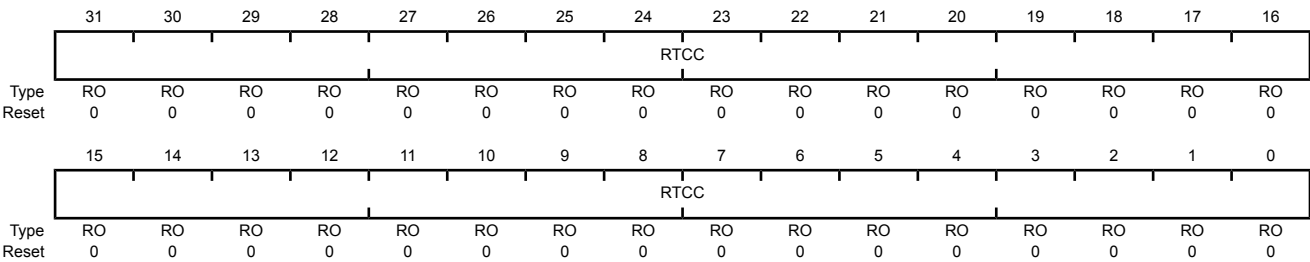 31 30 29 28 27 26 25 24 23 22 21 20 19 18 17 16
RTCC
Type RO RO RO RO RO RO RO RO RO RO RO RO RO RO RO RO
Reset 0 0 0 0 0 0 0 0 0 0 0 0 0 0 0 0
15 14 13 12 11 10 9 8 7 6 5 4 3 2 1 0
RTCC
Type RO RO RO RO RO RO RO RO RO RO RO RO RO RO RO RO
Reset 0 0 0 0 0 0 0 0 0 0 0 0 0 0 0 0